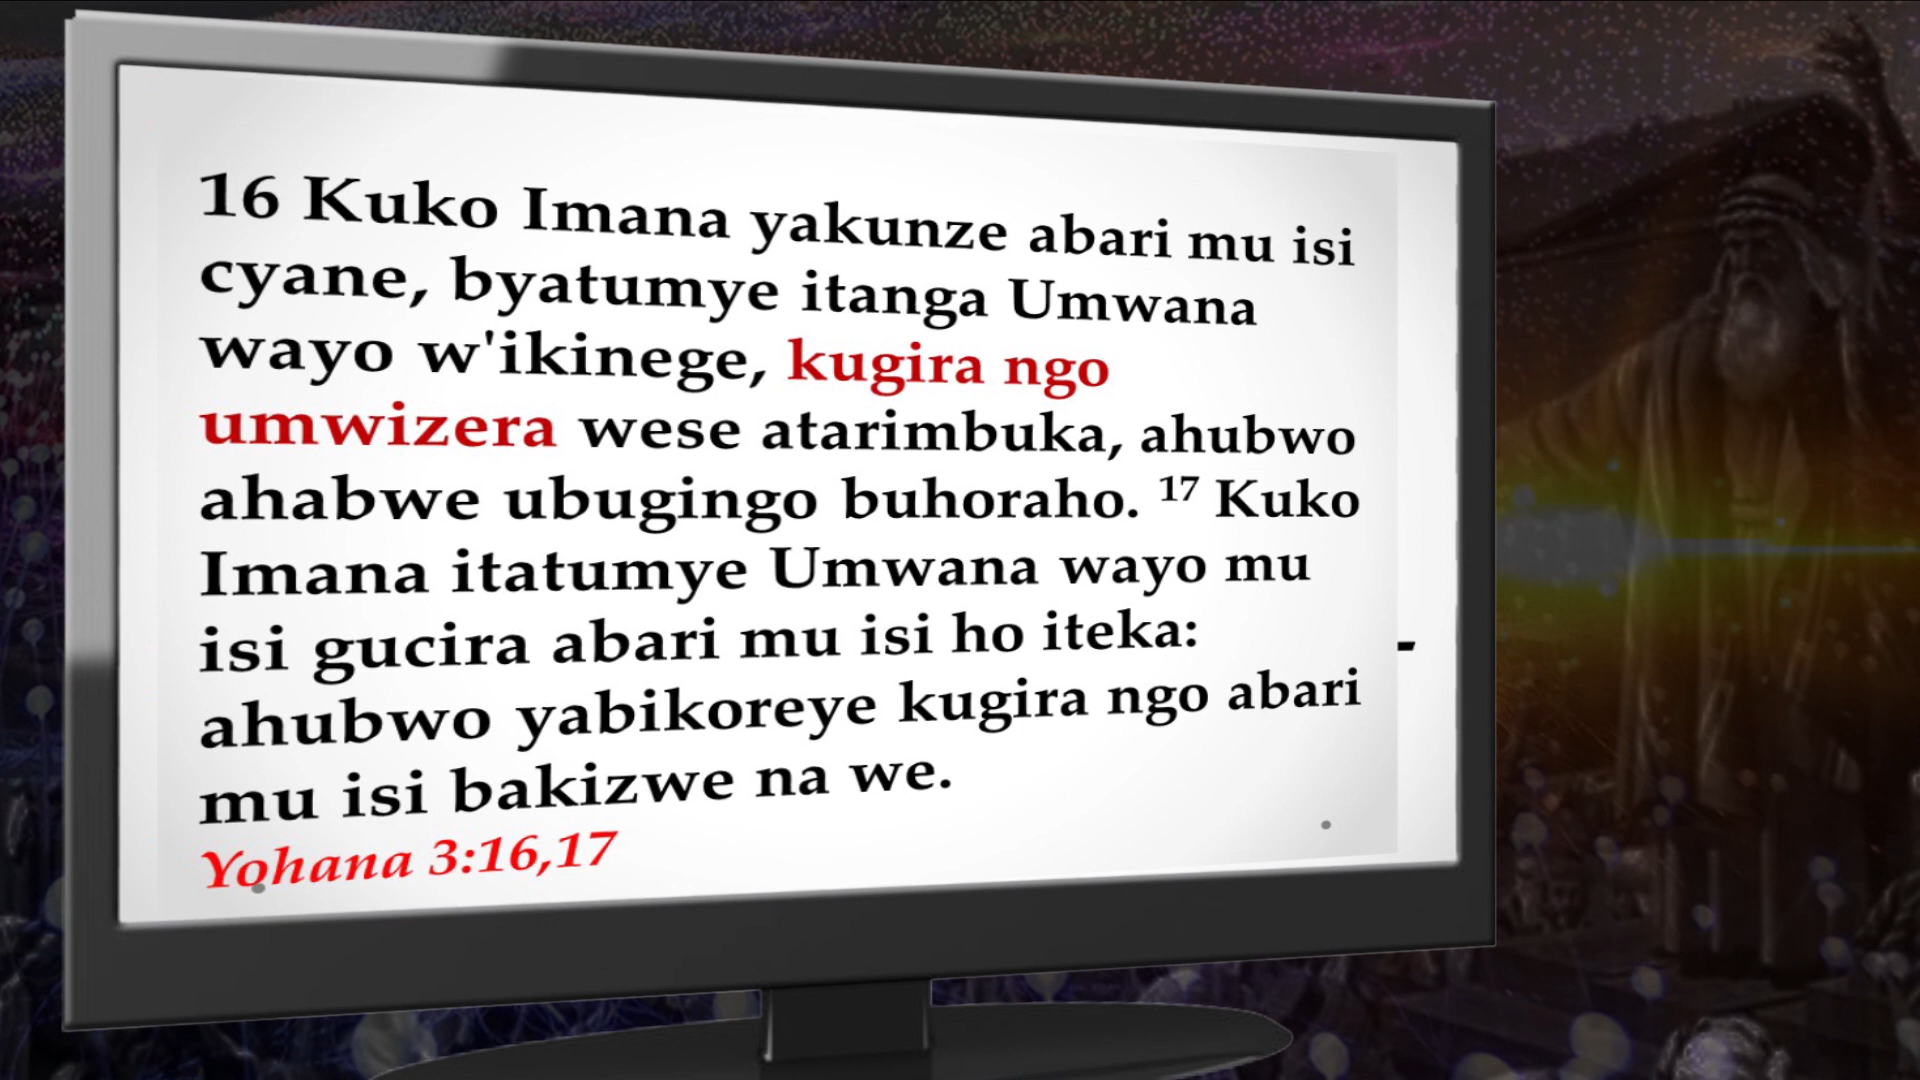 16 Kuko Imana yakunze abari mu isi
cyane, byatumye itanga Umwana
wayo w'ikinege, kugira ngo
umwizera wese atarimbuka, ahubwo
ahabwe ubugingo buhoraho. 17 Kuko
Imana itatumye Umwana wayo mu
isi gucira abari mu isi ho iteka:
ahubwo yabikoreye kugira ngo abari
mu isi bakizwe na we.
Yohana 3:16,17